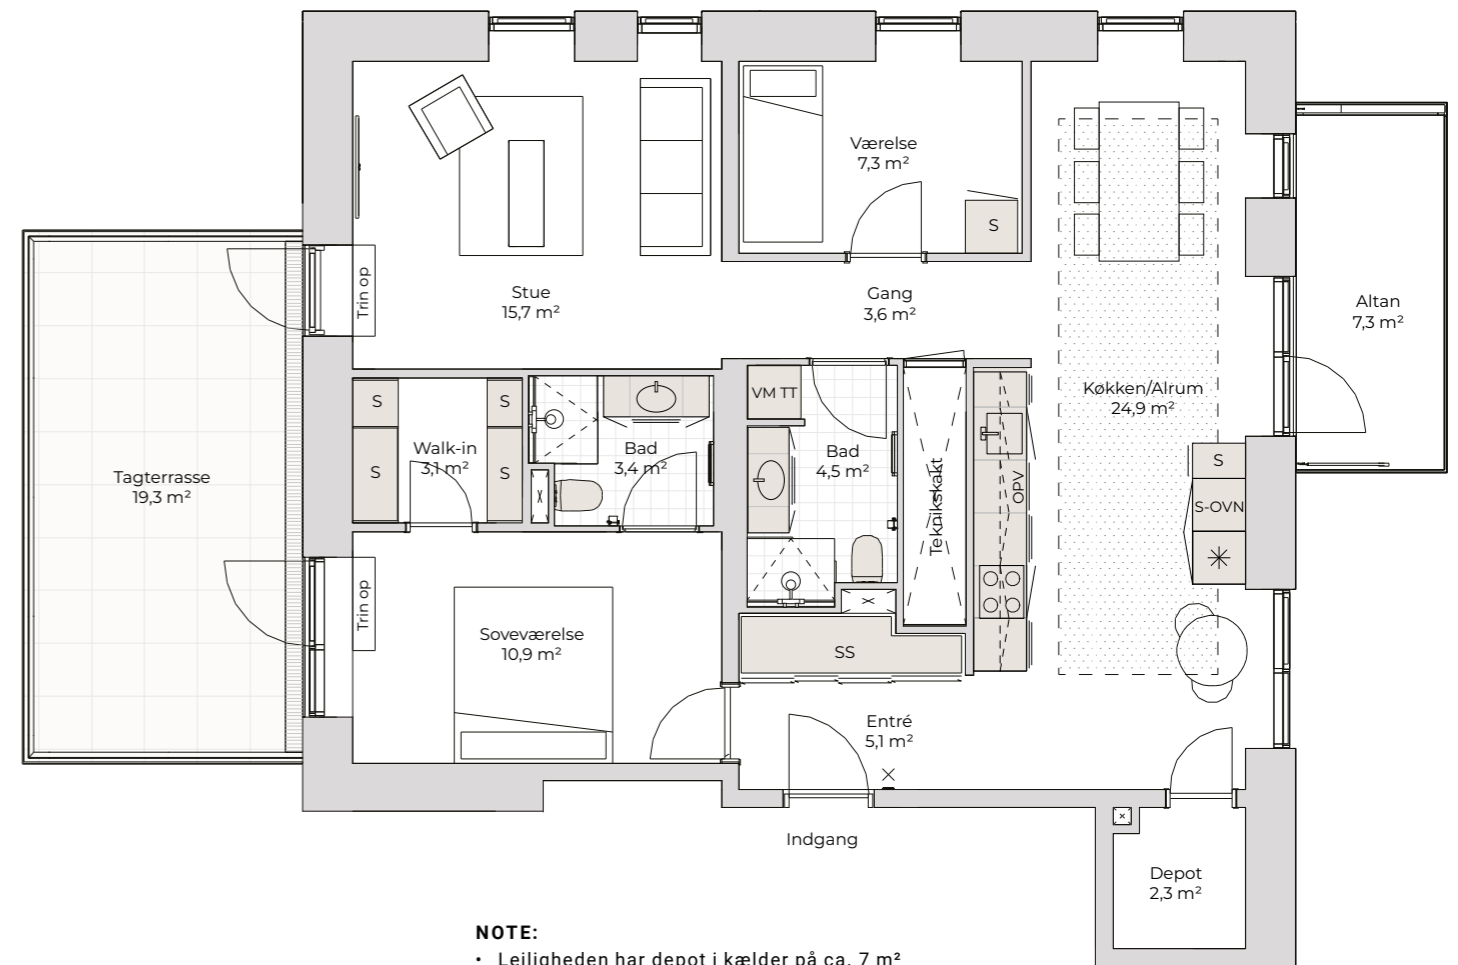 Værelse
7,3 m²
S
Trin op
Stue
15,7 m²
Gang
3,6 m²
Altan
7,3 m²
Køkken/Alrum
24,9 m²
VM TT
S
S
Walk-in
3,1 m²
S
S
Bad
3,4 m²
Bad
4,5 m²
Teknikskakt
OPV
S
S-OVN
Tagterrasse
19,3 m²
Trin op
Soveværelse
10,9 m²
SS
Entré
5,1 m²
Indgang
Depot
2,3 m²
NOTE:
• Lejligheden har depot i kælder på ca. 7 m²